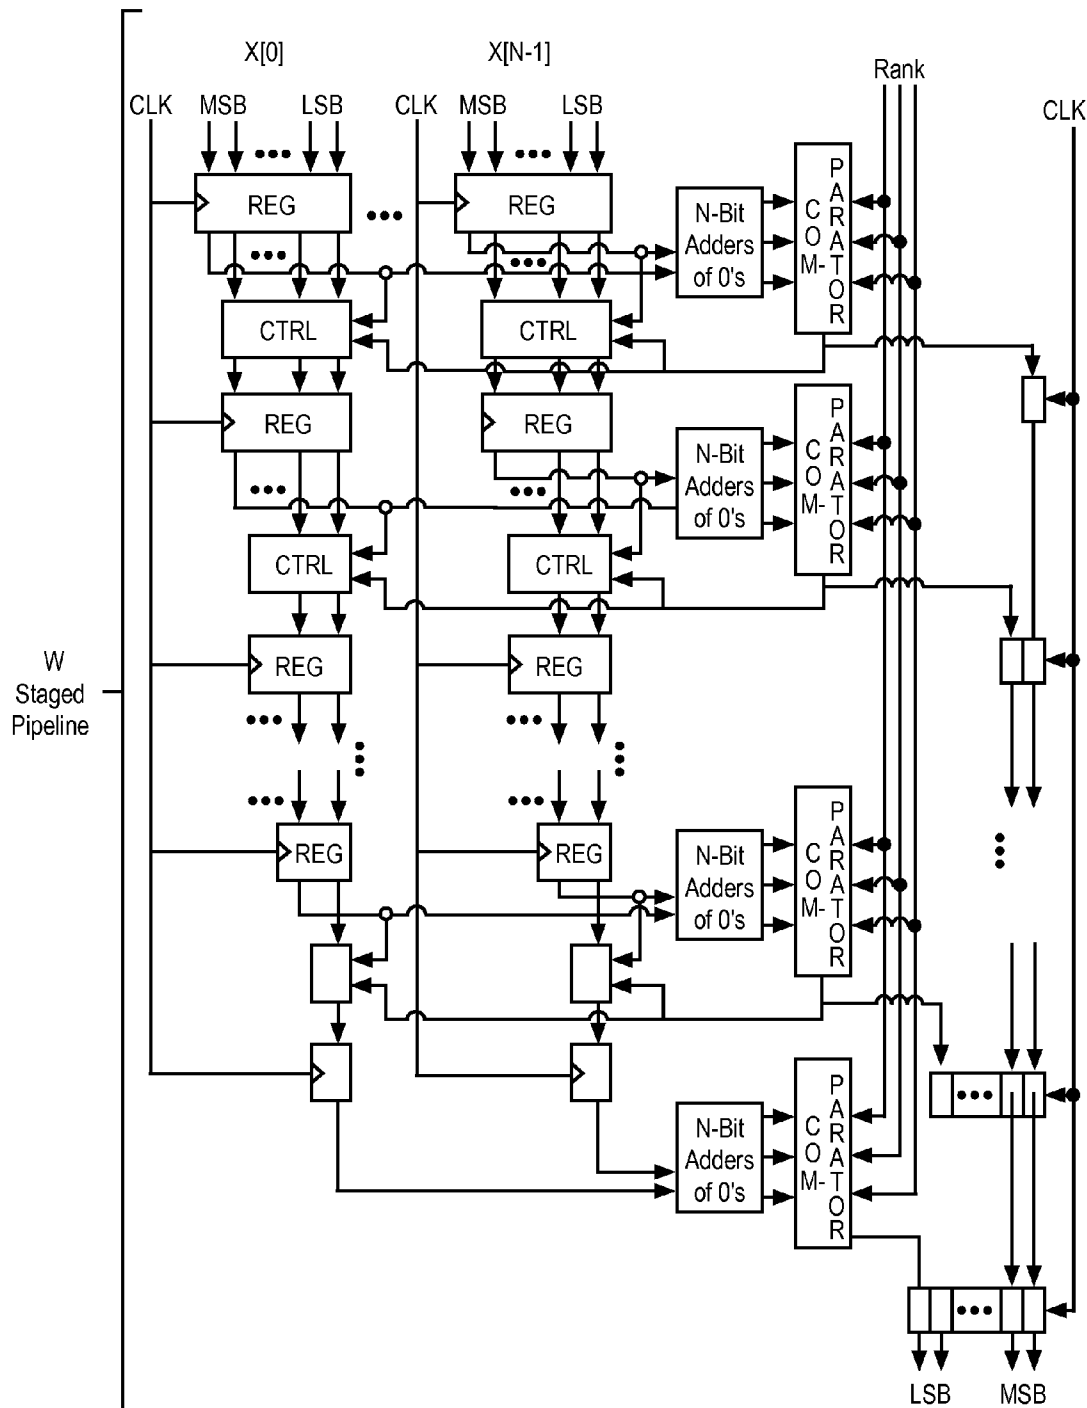 X[0] X[N-1]
Rank
CLK MSB LSB CLK MSB LSB CLK
REG REG
N-Bit
Adders
of 0's
COM-
PARATOR
CTRL CTRL
REG REG
N-Bit
Adders
of 0's
COM-
PARATOR
CTRL CTRL
W
Staged
Pipeline
REG REG
REG REG
N-Bit
Adders
of 0's
COM-
PARATOR
N-Bit
Adders
of 0's
COM-
PARATOR
LSB MSB